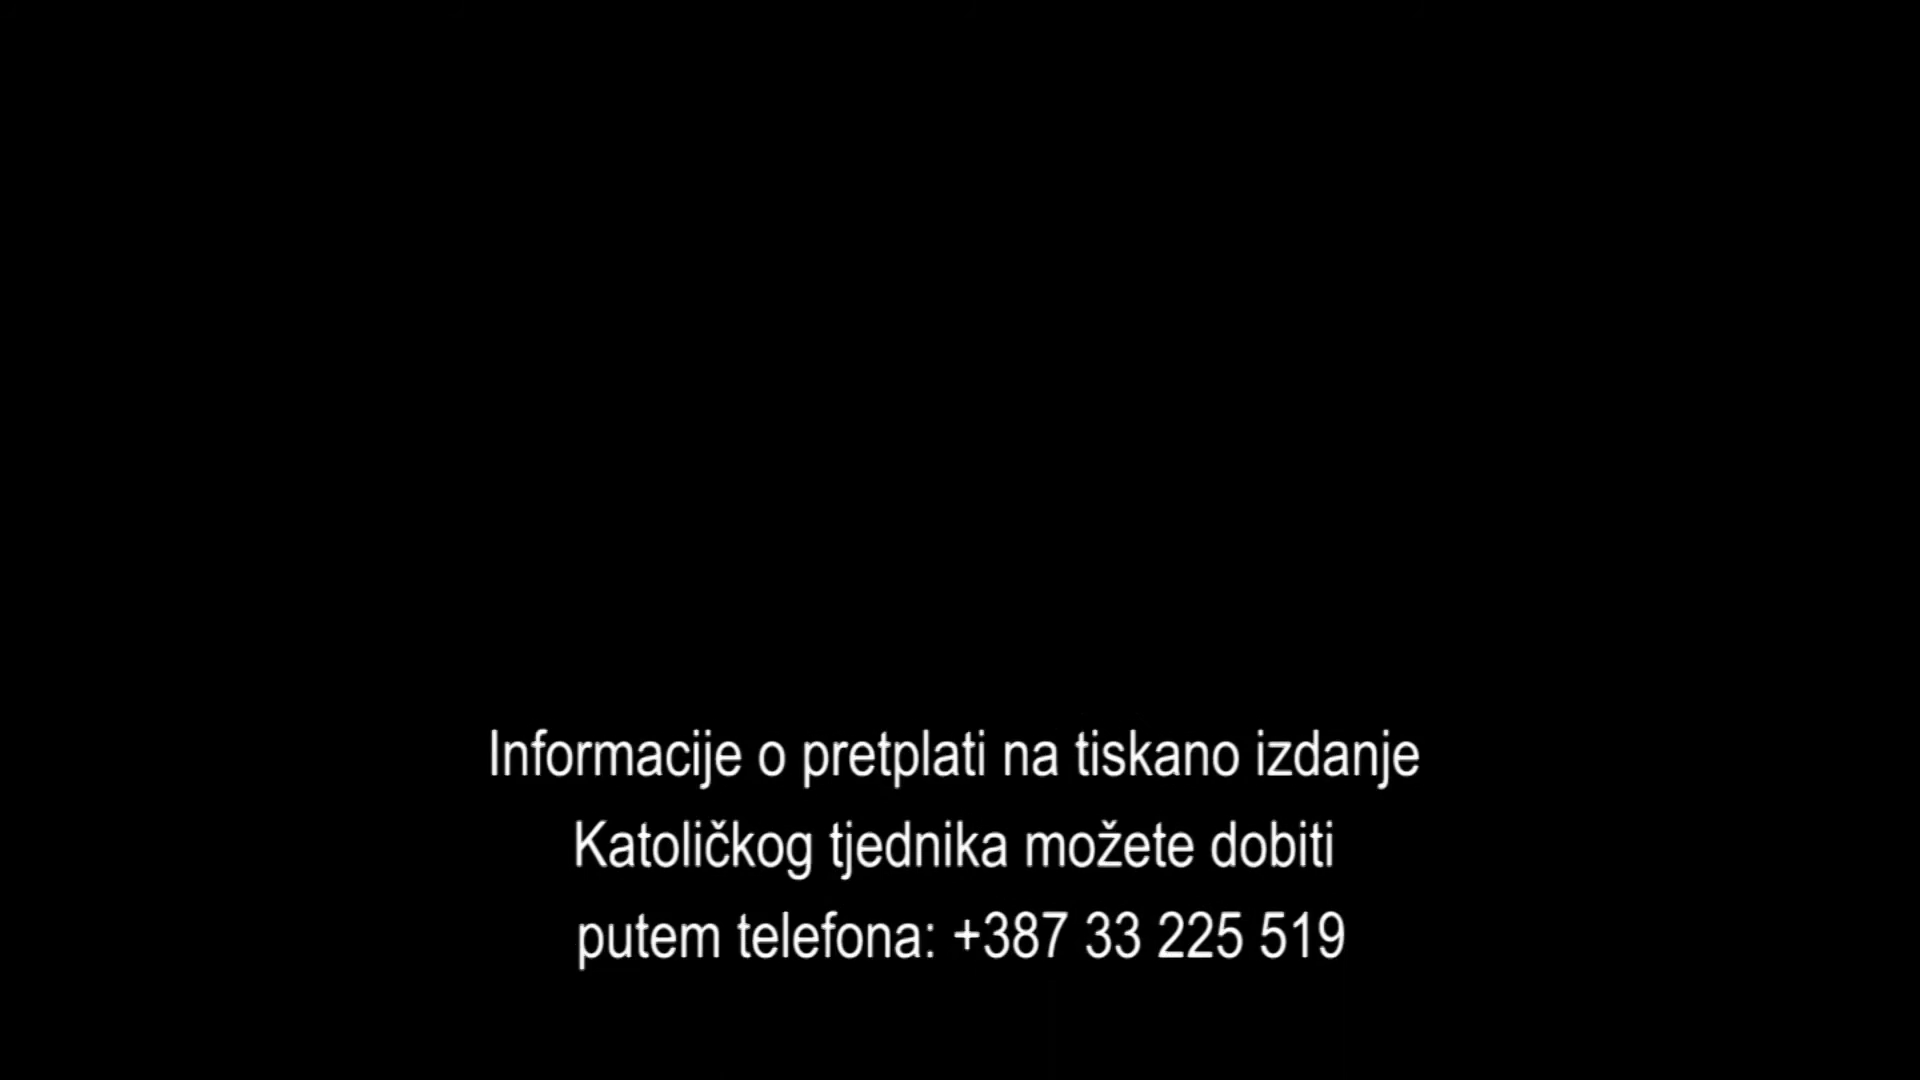 Informacije o pretplati na tiskano izdanje
Katoličkog tjednika možete dobiti
putem telefona: +387 33 225 519